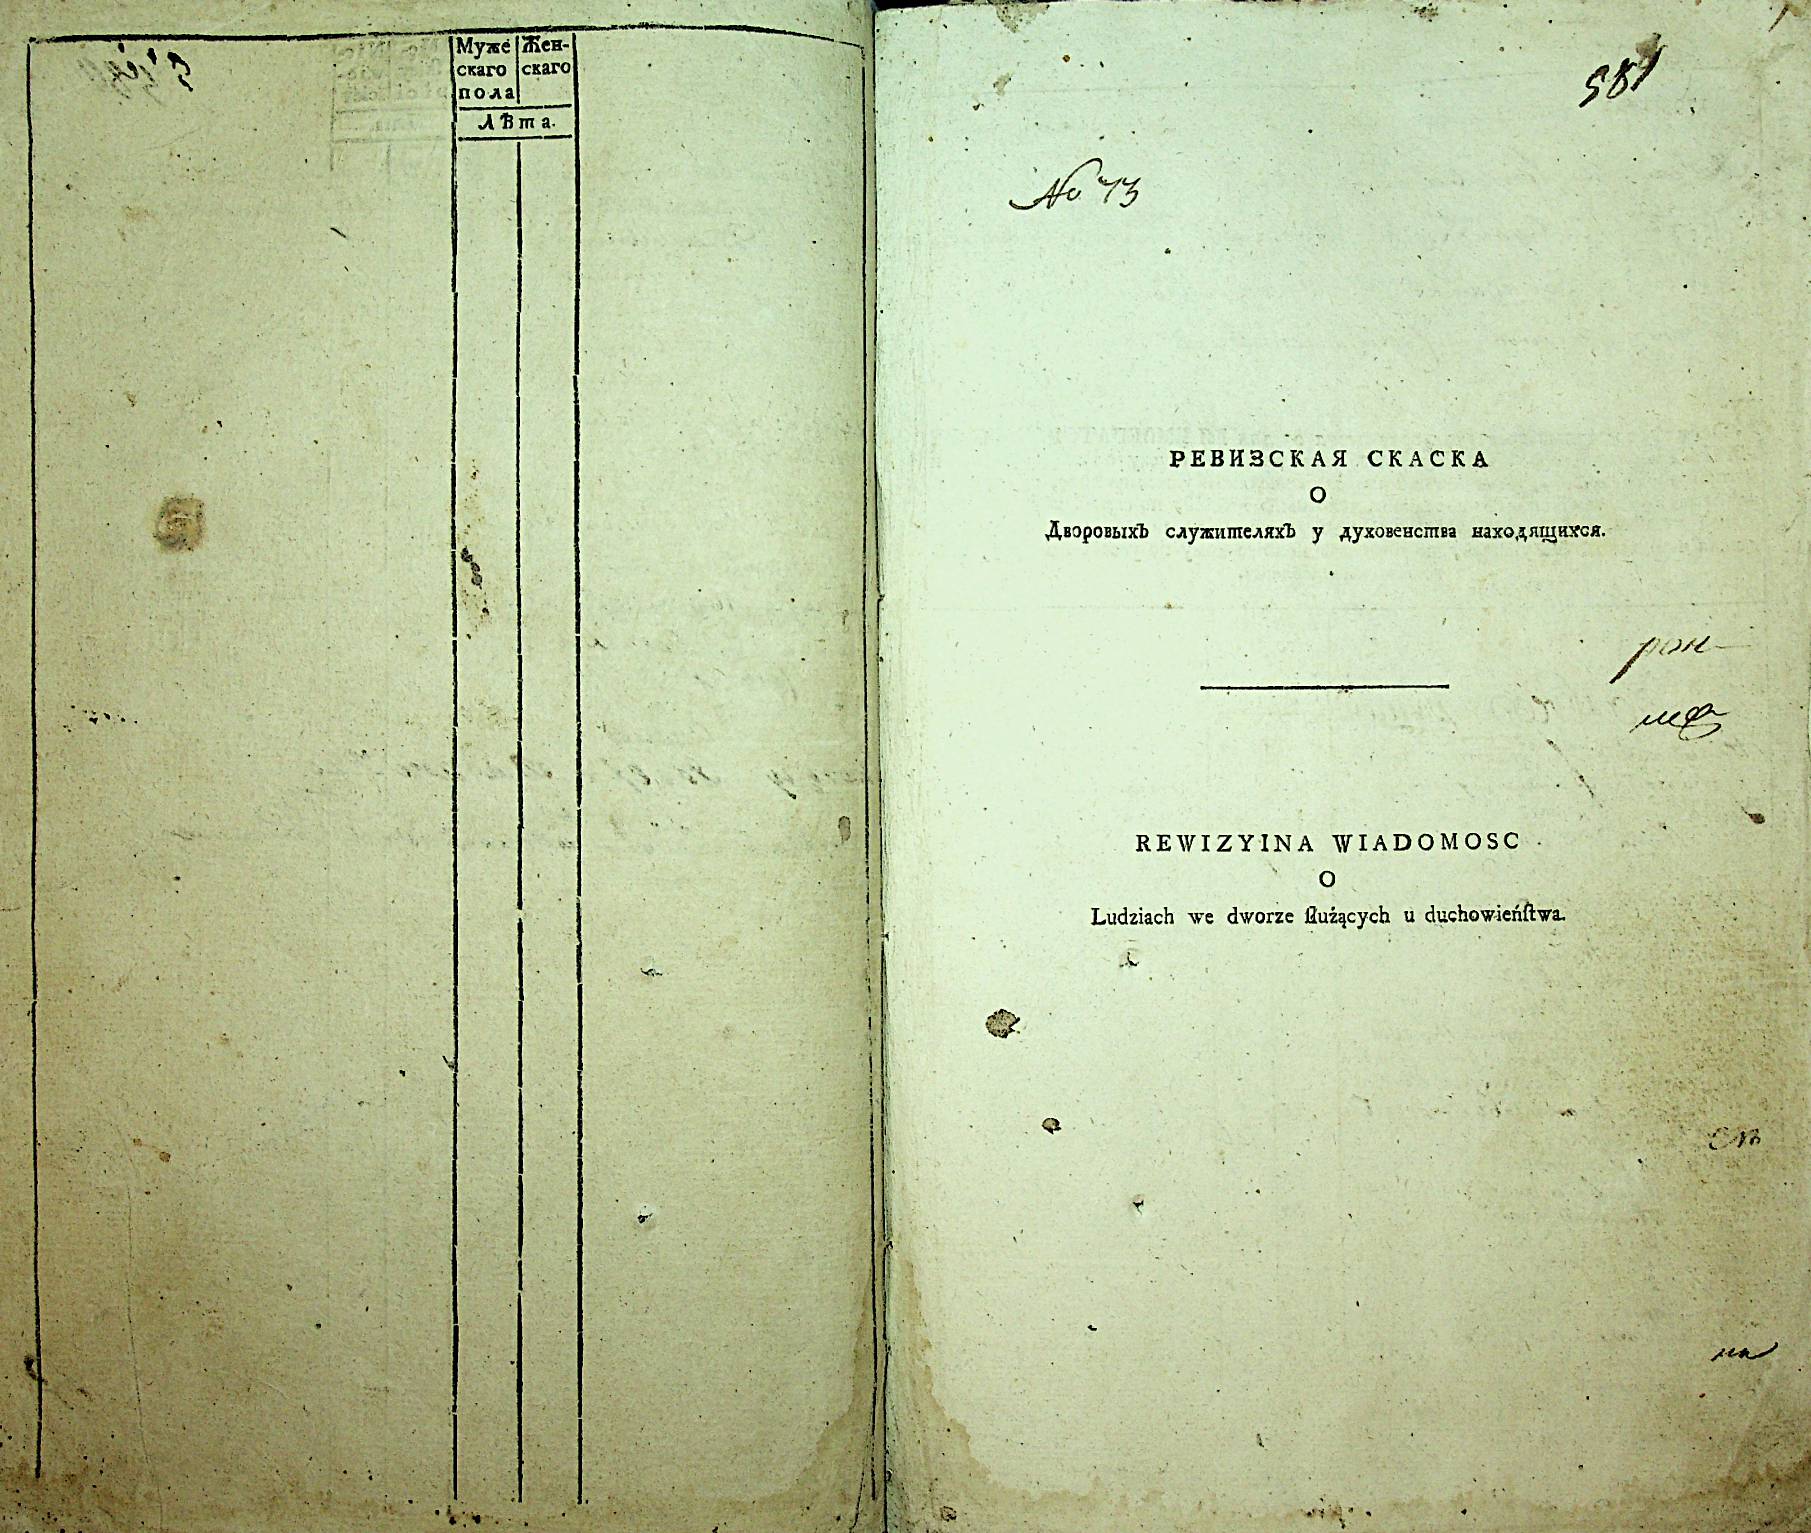 Муже Жен-
скаго скаго
пола
Лѣта.
581
No 73
РЕВИЗСКАЯ СКАСКА
О
Дворовыхъ служителяхъ у духовенства находящихся.
REWIZYINA WIADOMOSC
O
Ludziach we dworze ſłużących u duchowieńſtwa.